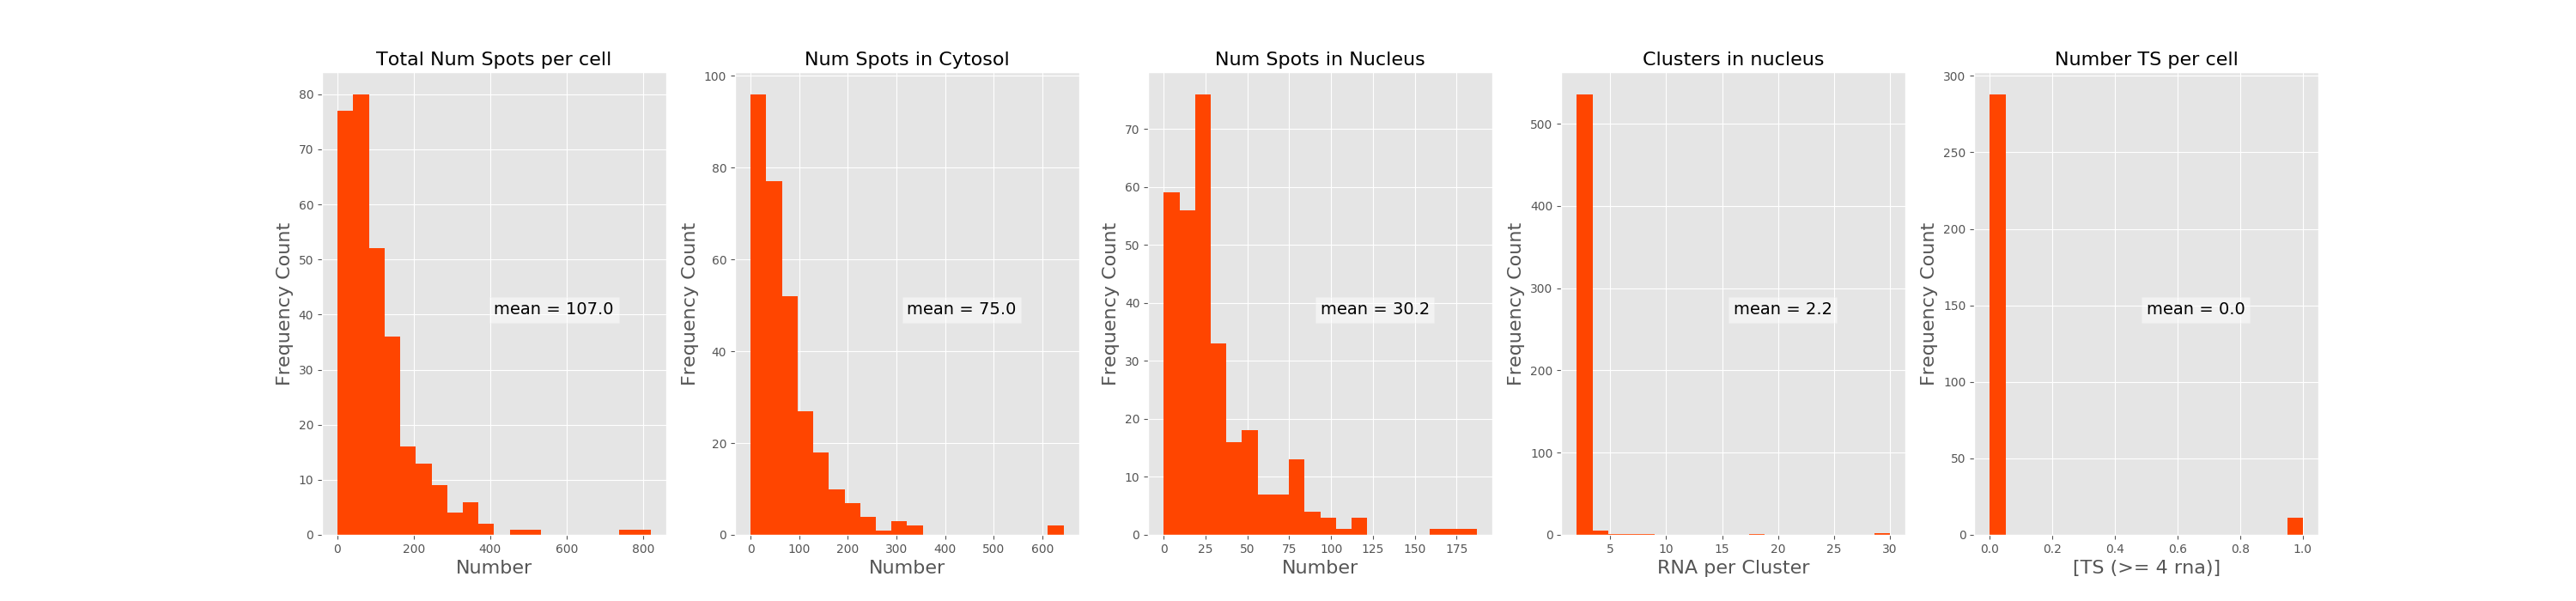 Total Num Spots per cell
Frequency Count
80
70
60
50
40
30
20
10
0
mean = 107.0
0 200 400 600 800
Number
Num Spots in Cytosol
Frequency Count
100
80
60
40
20
0
mean = 75.0
0 100 200 300 400 500 600
Number
Num Spots in Nucleus
Frequency Count
70
60
50
40
30
20
10
0
mean = 30.2
0 25 50 75 100 125 150 175
Number
Clusters in nucleus
Frequency Count
500
400
300
200
100
0
mean = 2.2
5 10 15 20 25 30
RNA per Cluster
Number TS per cell
Frequency Count
300
250
200
150
100
50
0
mean = 0.0
0.0 0.2 0.4 0.6 0.8 1.0
[TS (>= 4 rna)]